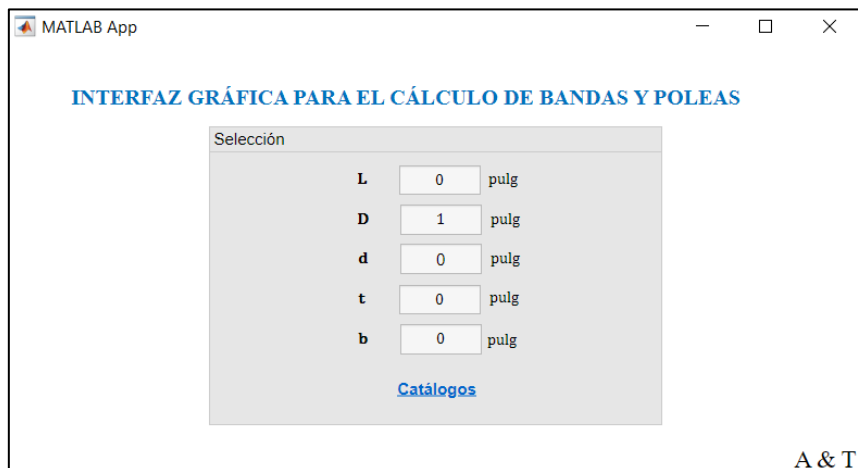 MATLAB App
INTERFAZ GRÁFICA PARA EL CÁLCULO DE BANDAS Y POLEAS
Selección
L 0 pulg
D 1 pulg
d 0 pulg
t 0 pulg
b 0 pulg
Catálogos
A & T